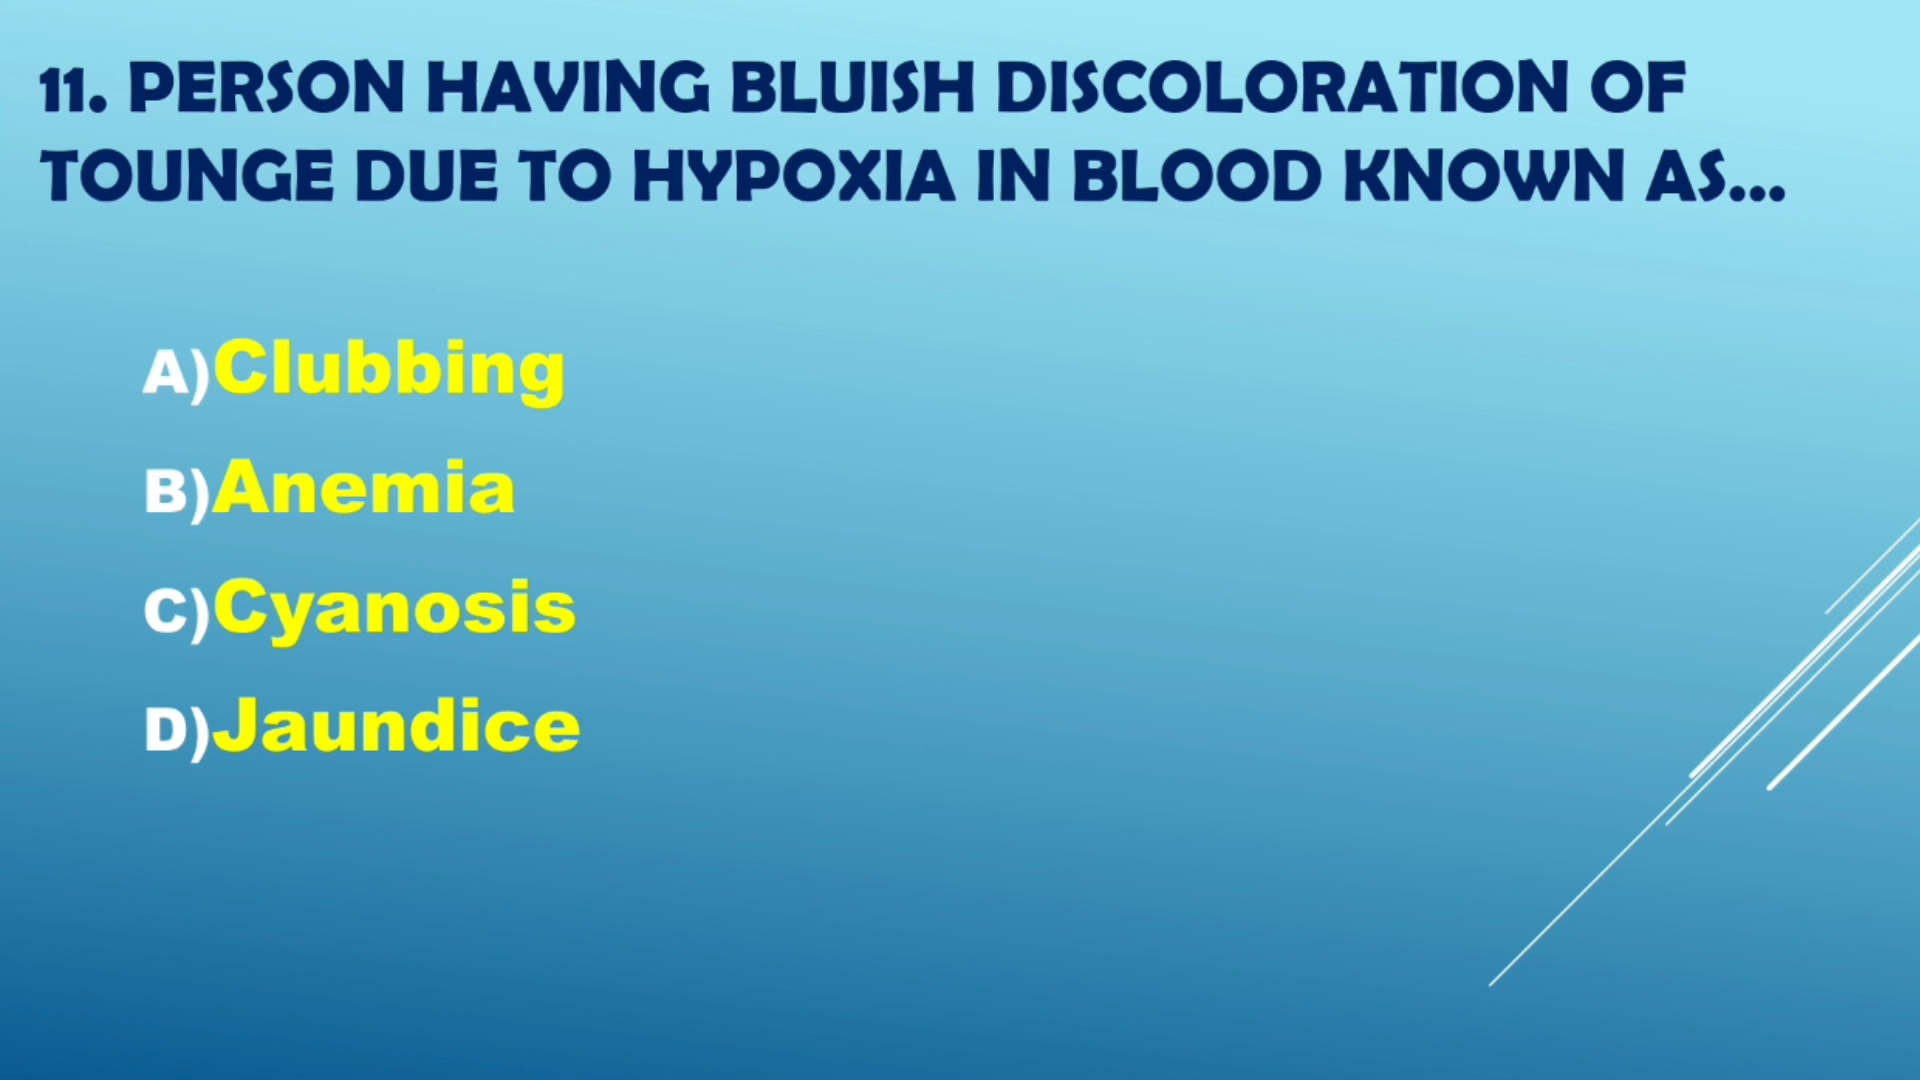 11. PERSON HAVING BLUISH DISCOLORATION OF
TOUNGE DUE TO HYPOXIA IN BLOOD KNOWN AS...
A)Clubbing
B)Anemia
C)Cyanosis
D)Jaundice